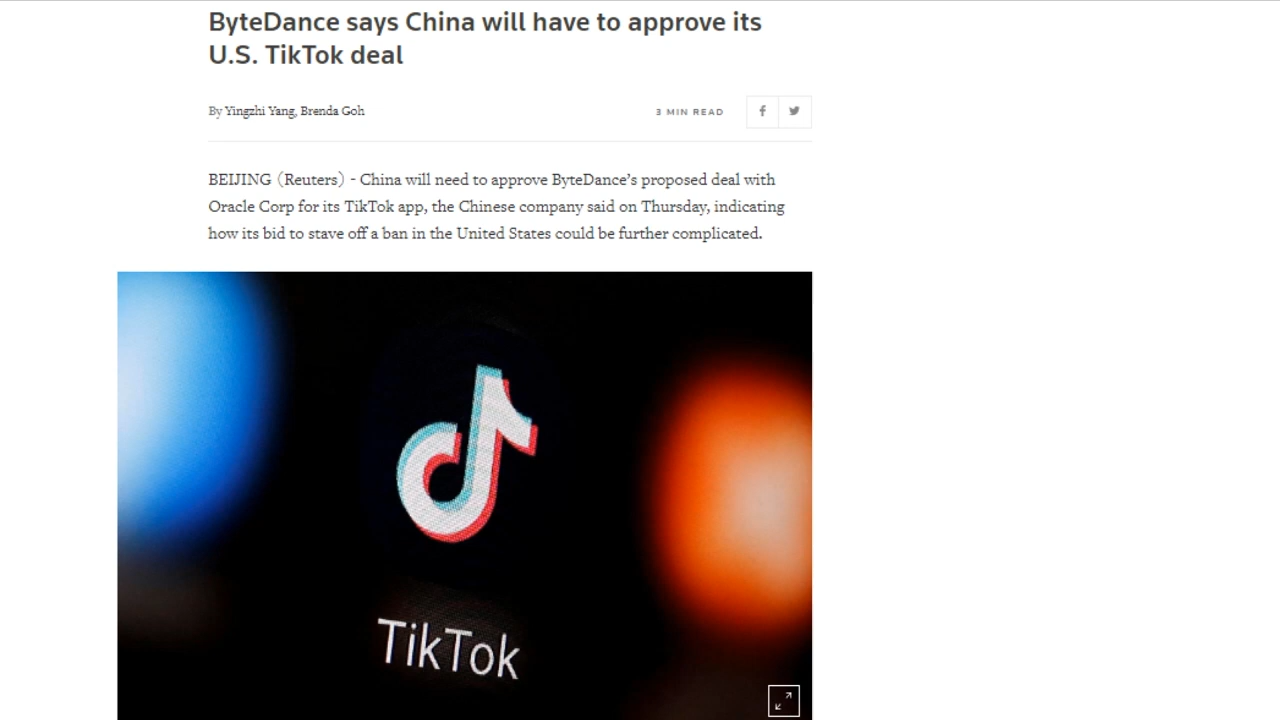 ByteDance says China will have to approve its
U.S. TikTok deal
By Yingzhi Yang, Brenda Goh
3 MIN READ
BEIJING (Reuters) - China will need to approve ByteDance’s proposed deal with
Oracle Corp for its TikTok app, the Chinese company said on Thursday, indicating
how its bid to stave off a ban in the United States could be further complicated.
TikTok